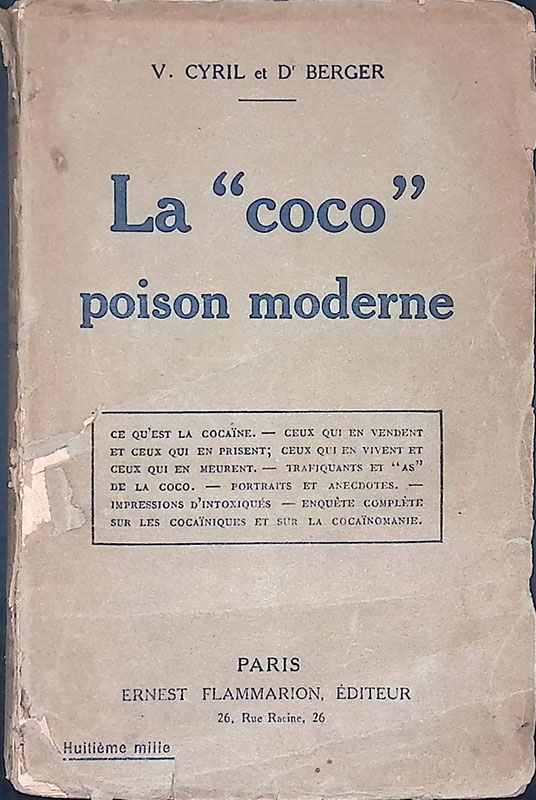 V. CYRIL et Dr BERGER
La “coco”
poison moderne
CE QU'EST LA COCAÏNE. — CEUX QUI EN VENDENT
ET CEUX QUI EN PRISENT; CEUX QUI EN VIVENT ET
CEUX QUI EN MEURENT. — TRAFIQUANTS ET “AS”
DE LA COCO. — PORTRAITS ET ANECDOTES. —
IMPRESSIONS D'INTOXIQUÉS — ENQUÊTE COMPLÈTE
SUR LES COCAÏNIQUES ET SUR LA COCAÏNOMANIE.
PARIS
ERNEST FLAMMARION, ÉDITEUR
26, Rue Racine, 26
Huitième mille